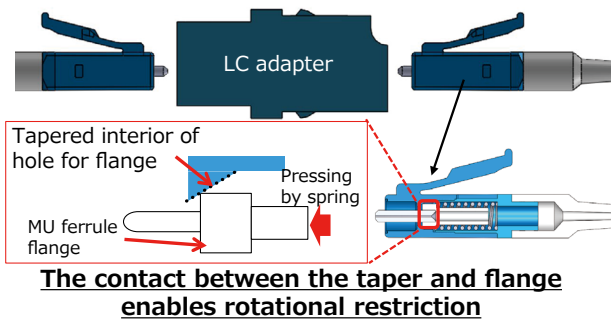 LC adapter
Tapered interior of
hole for flange
Pressing
by spring
MU ferrule
flange
The contact between the taper and flange
enables rotational restriction